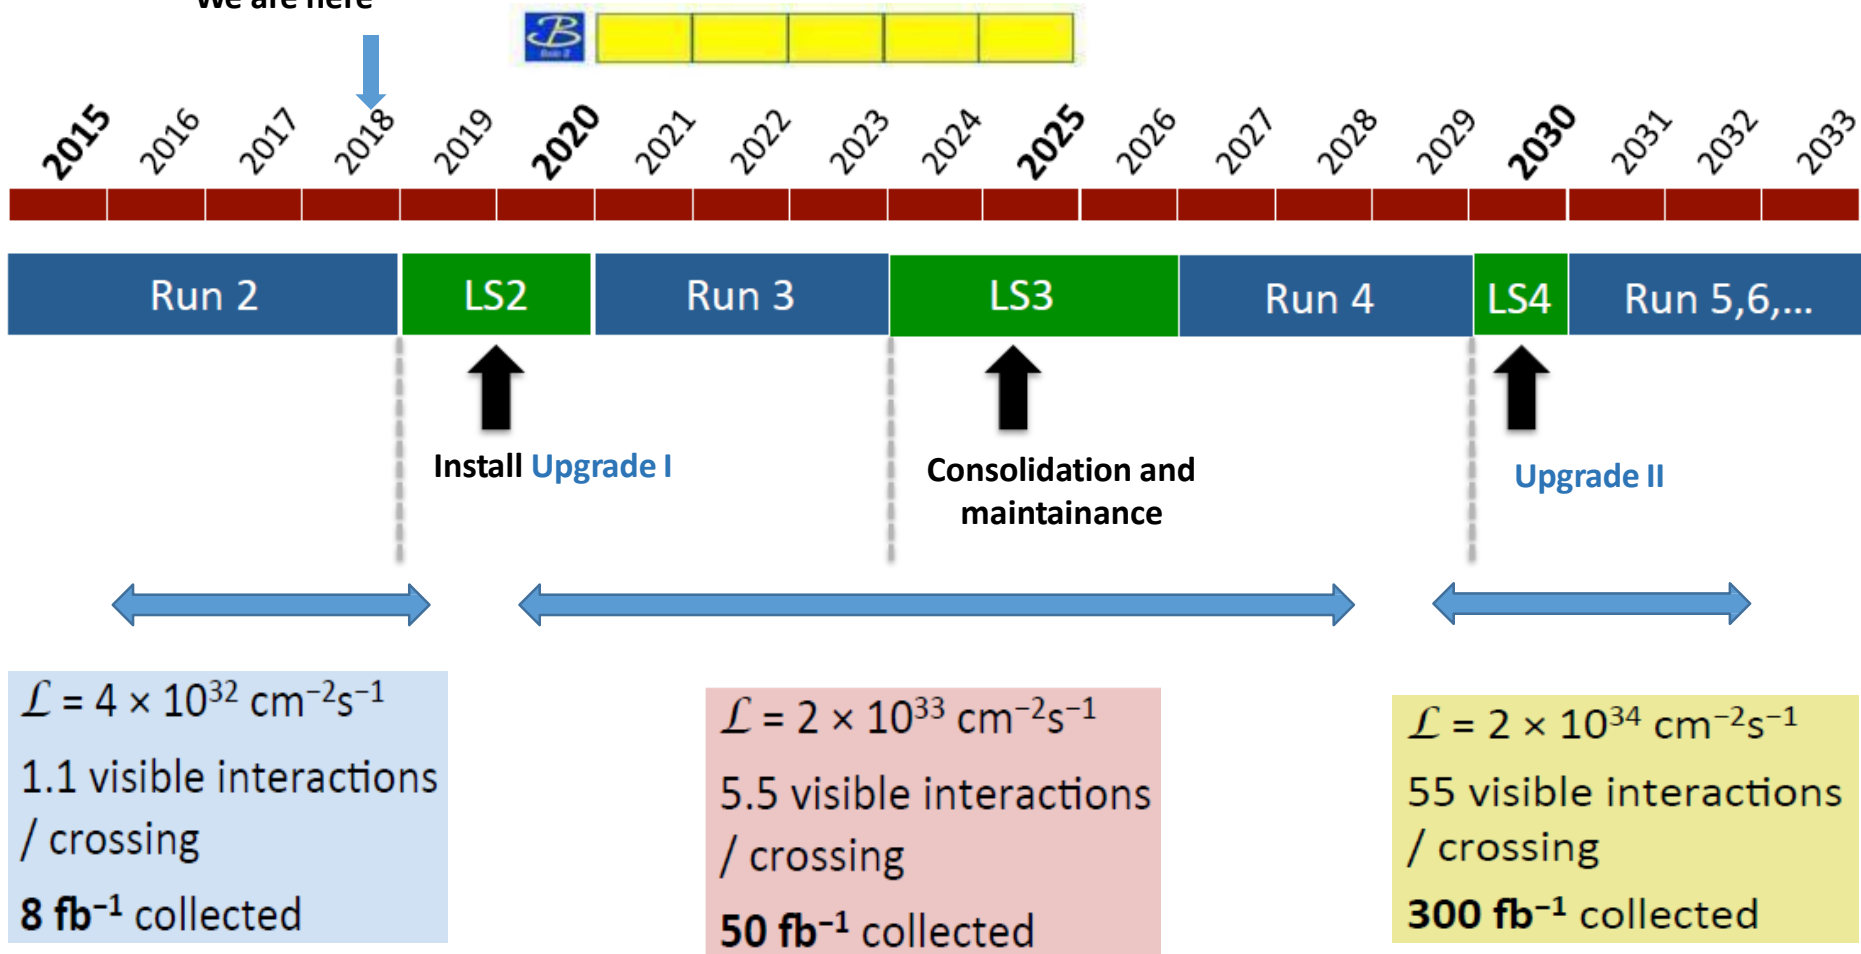 We are here
2015 2016 2017 2018 2019 2020 2021 2022 2023 2024 2025 2026 2027 2028 2029 2030 2031 2032 2033
Run 2 LS2 Run 3 LS3 Run 4 LS4 Run 5,6,...
Install Upgrade I
Consolidation and
maintainance
Upgrade II
ℒ = 4 × 10³² cm⁻²s⁻¹
1.1 visible interactions
/ crossing
8 fb⁻¹ collected
ℒ = 2 × 10³³ cm⁻²s⁻¹
5.5 visible interactions
/ crossing
50 fb⁻¹ collected
ℒ = 2 × 10³⁴ cm⁻²s⁻¹
55 visible interactions
/ crossing
300 fb⁻¹ collected